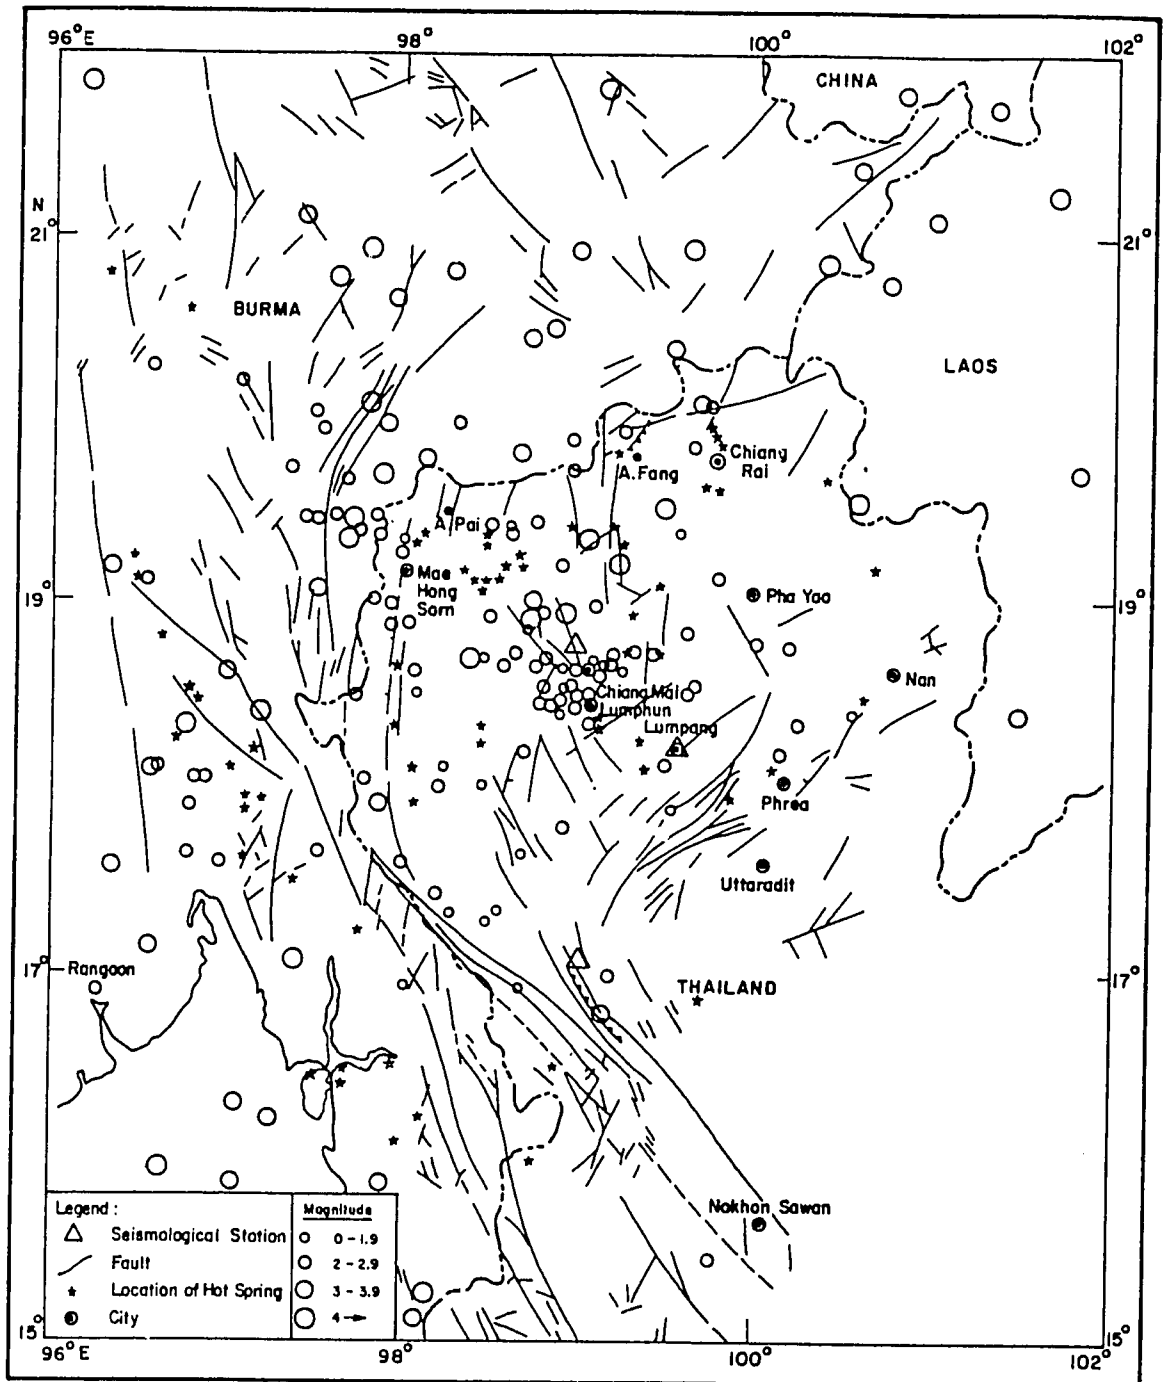 96° E
98°
100°
102°
CHINA
N
21°
21°
BURMA
LAOS
Chiang
Rai
A. Fang
A. Pai
Mae
Hong
Sorn
19°
19°
Pha Yao
Nan
Chiang Mai
Lumphun
Lumpang
Phrea
Uttaradit
17°
Rangoon
17°
THAILAND
Nakhon Sawan
Legend :
Seismological Station
Fault
Location of Hot Spring
City
Magnitude
0 - 1.9
2 - 2.9
3 - 3.9
4 →
15°
15°
96° E
98°
100°
102°